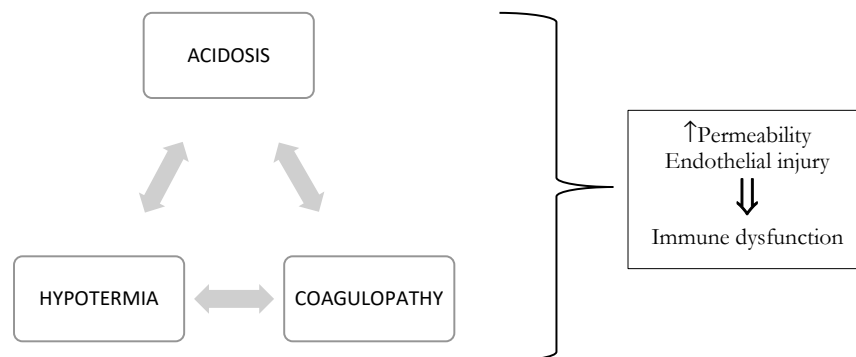 ACIDOSIS
HYPOTERMIA
COAGULOPATHY
↑Permeability
Endothelial injury
⇓
Immune dysfunction